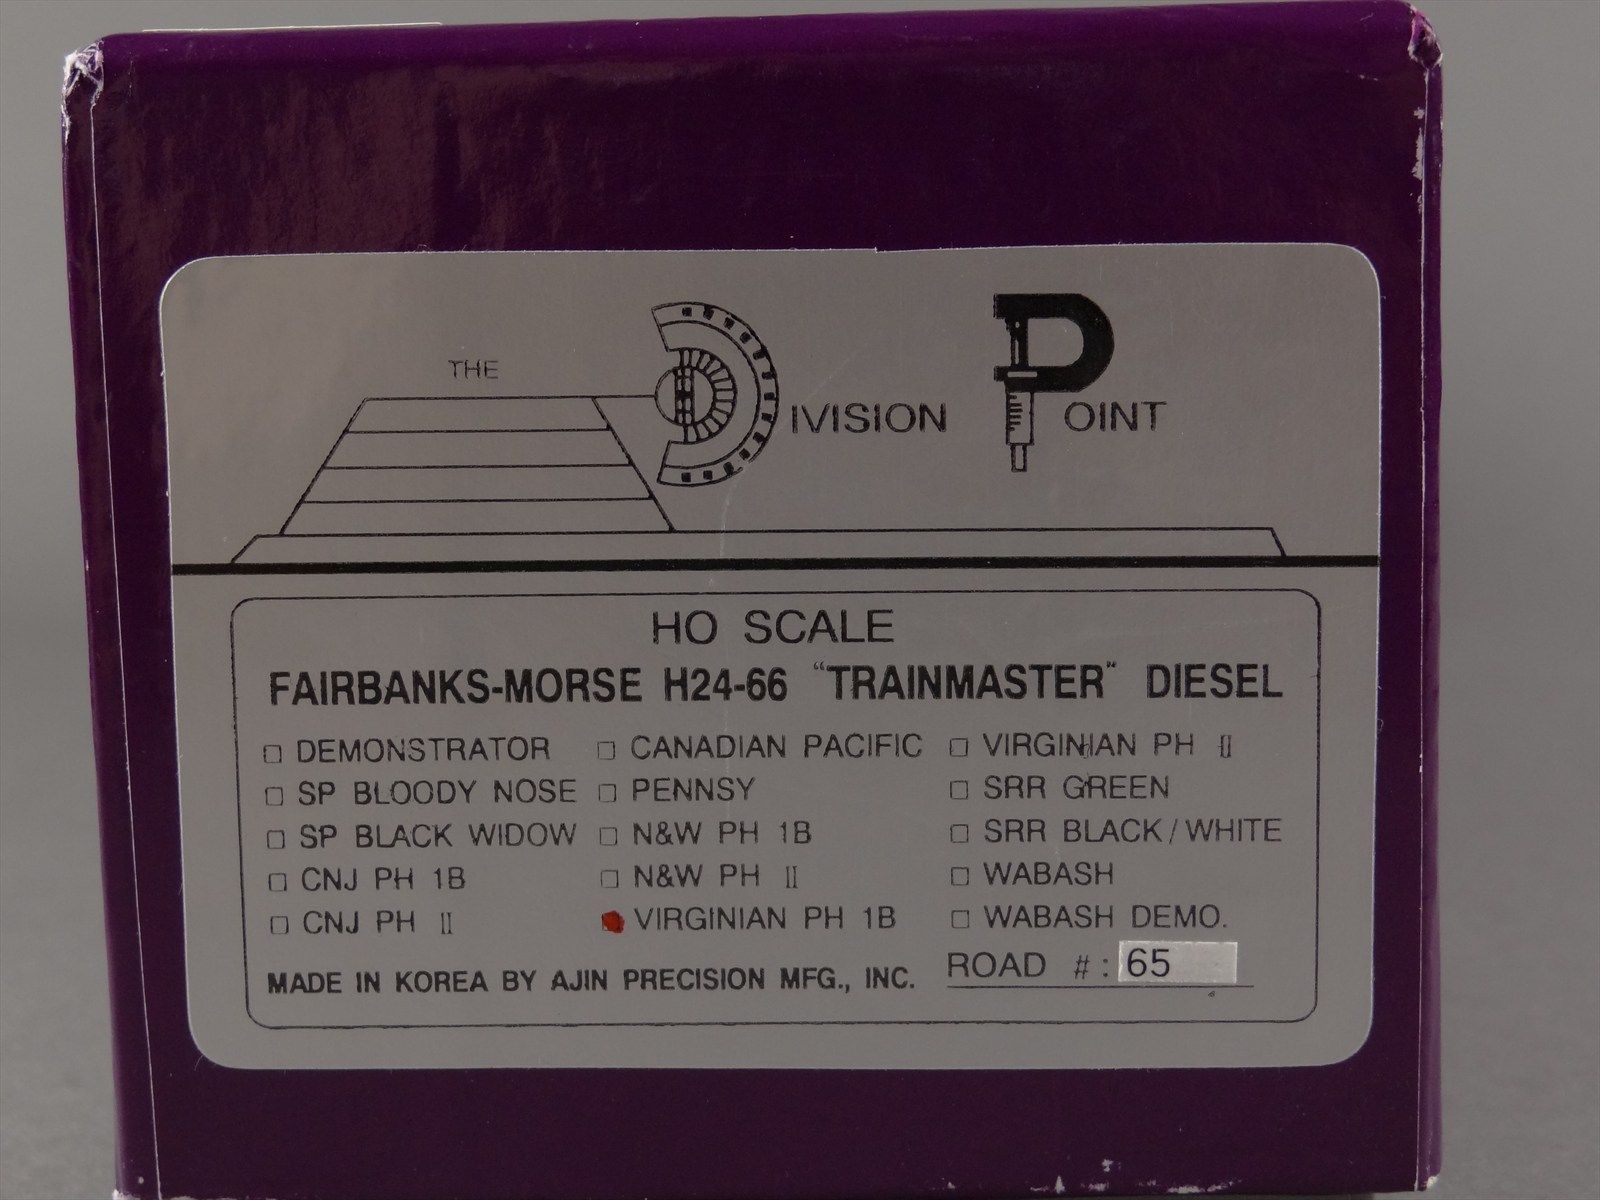 THE DIVISION POINT
HO SCALE
FAIRBANKS-MORSE H24-66 "TRAINMASTER" DIESEL
DEMONSTRATOR CANADIAN PACIFIC VIRGINIAN PH II
SP BLOODY NOSE PENNSY SRR GREEN
SP BLACK WIDOW N&W PH 1B SRR BLACK/WHITE
CNJ PH 1B N&W PH II WABASH
CNJ PH II VIRGINIAN PH 1B WABASH DEMO.
MADE IN KOREA BY AJIN PRECISION MFG., INC. ROAD #: 65